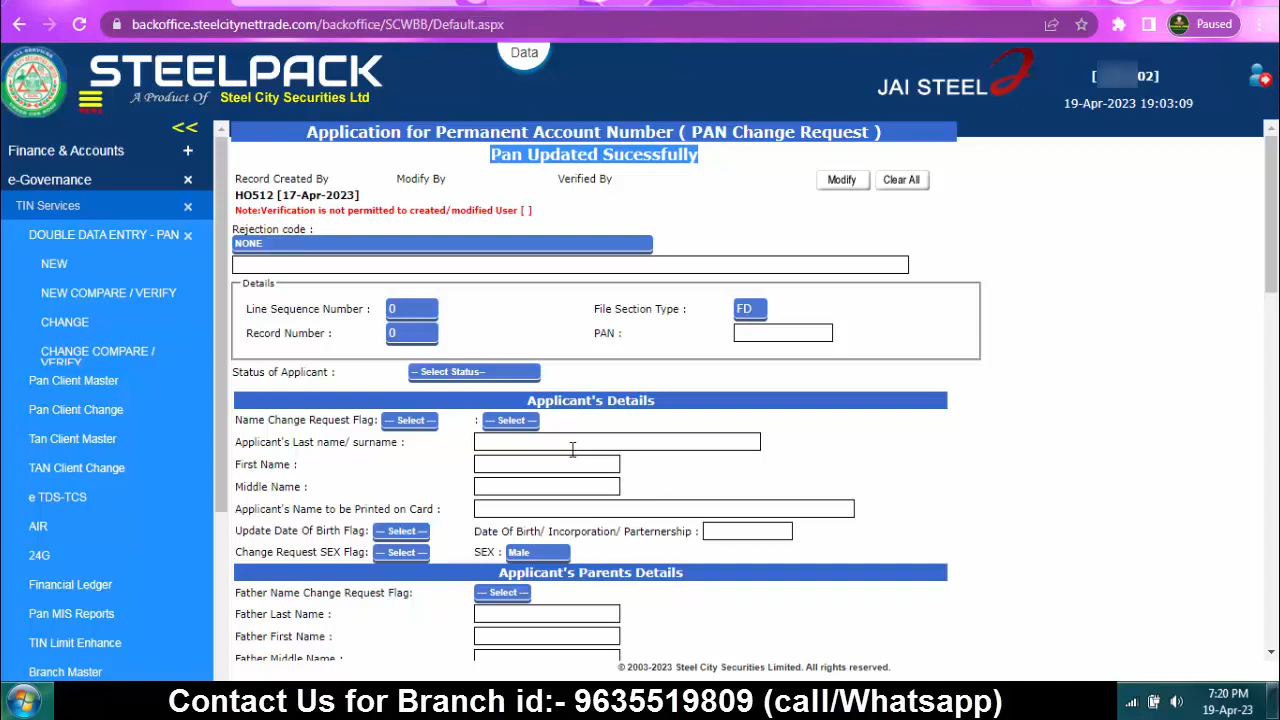 backoffice.steelcitynettrade.com/backoffice/SCWBB/Default.aspx
Paused
STEELPACK
A Product Of Steel City Securities Ltd
Data
JAI STEEL
[ 02]
19-Apr-2023 19:03:09
<<
Finance & Accounts +
e-Governance ×
TIN Services ×
DOUBLE DATA ENTRY - PAN ×
NEW
NEW COMPARE / VERIFY
CHANGE
CHANGE COMPARE /
VERIFY
Pan Client Master
Pan Client Change
Tan Client Master
TAN Client Change
e TDS-TCS
AIR
24G
Financial Ledger
Pan MIS Reports
TIN Limit Enhance
Branch Master
Application for Permanent Account Number ( PAN Change Request )
Pan Updated Sucessfully
Record Created By Modify By Verified By Modify Clear All
HO512 [17-Apr-2023]
Note:Verification is not permitted to created/modified User [ ]
Rejection code :
NONE
Details
Line Sequence Number : 0 File Section Type : FD
Record Number : 0 PAN :
Status of Applicant : -- Select Status--
Applicant's Details
Name Change Request Flag: --- Select --- : --- Select ---
Applicant's Last name/ surname :
First Name :
Middle Name :
Applicant's Name to be Printed on Card :
Update Date Of Birth Flag: --- Select --- Date Of Birth/ Incorporation/ Parternership :
Change Request SEX Flag: --- Select --- SEX : Male
Applicant's Parents Details
Father Name Change Request Flag: --- Select ---
Father Last Name :
Father First Name :
Father Middle Name :
© 2003-2023 Steel City Securities Limited. All rights reserved.
Contact Us for Branch id:- 9635519809 (call/Whatsapp)
7:20 PM
19-Apr-23